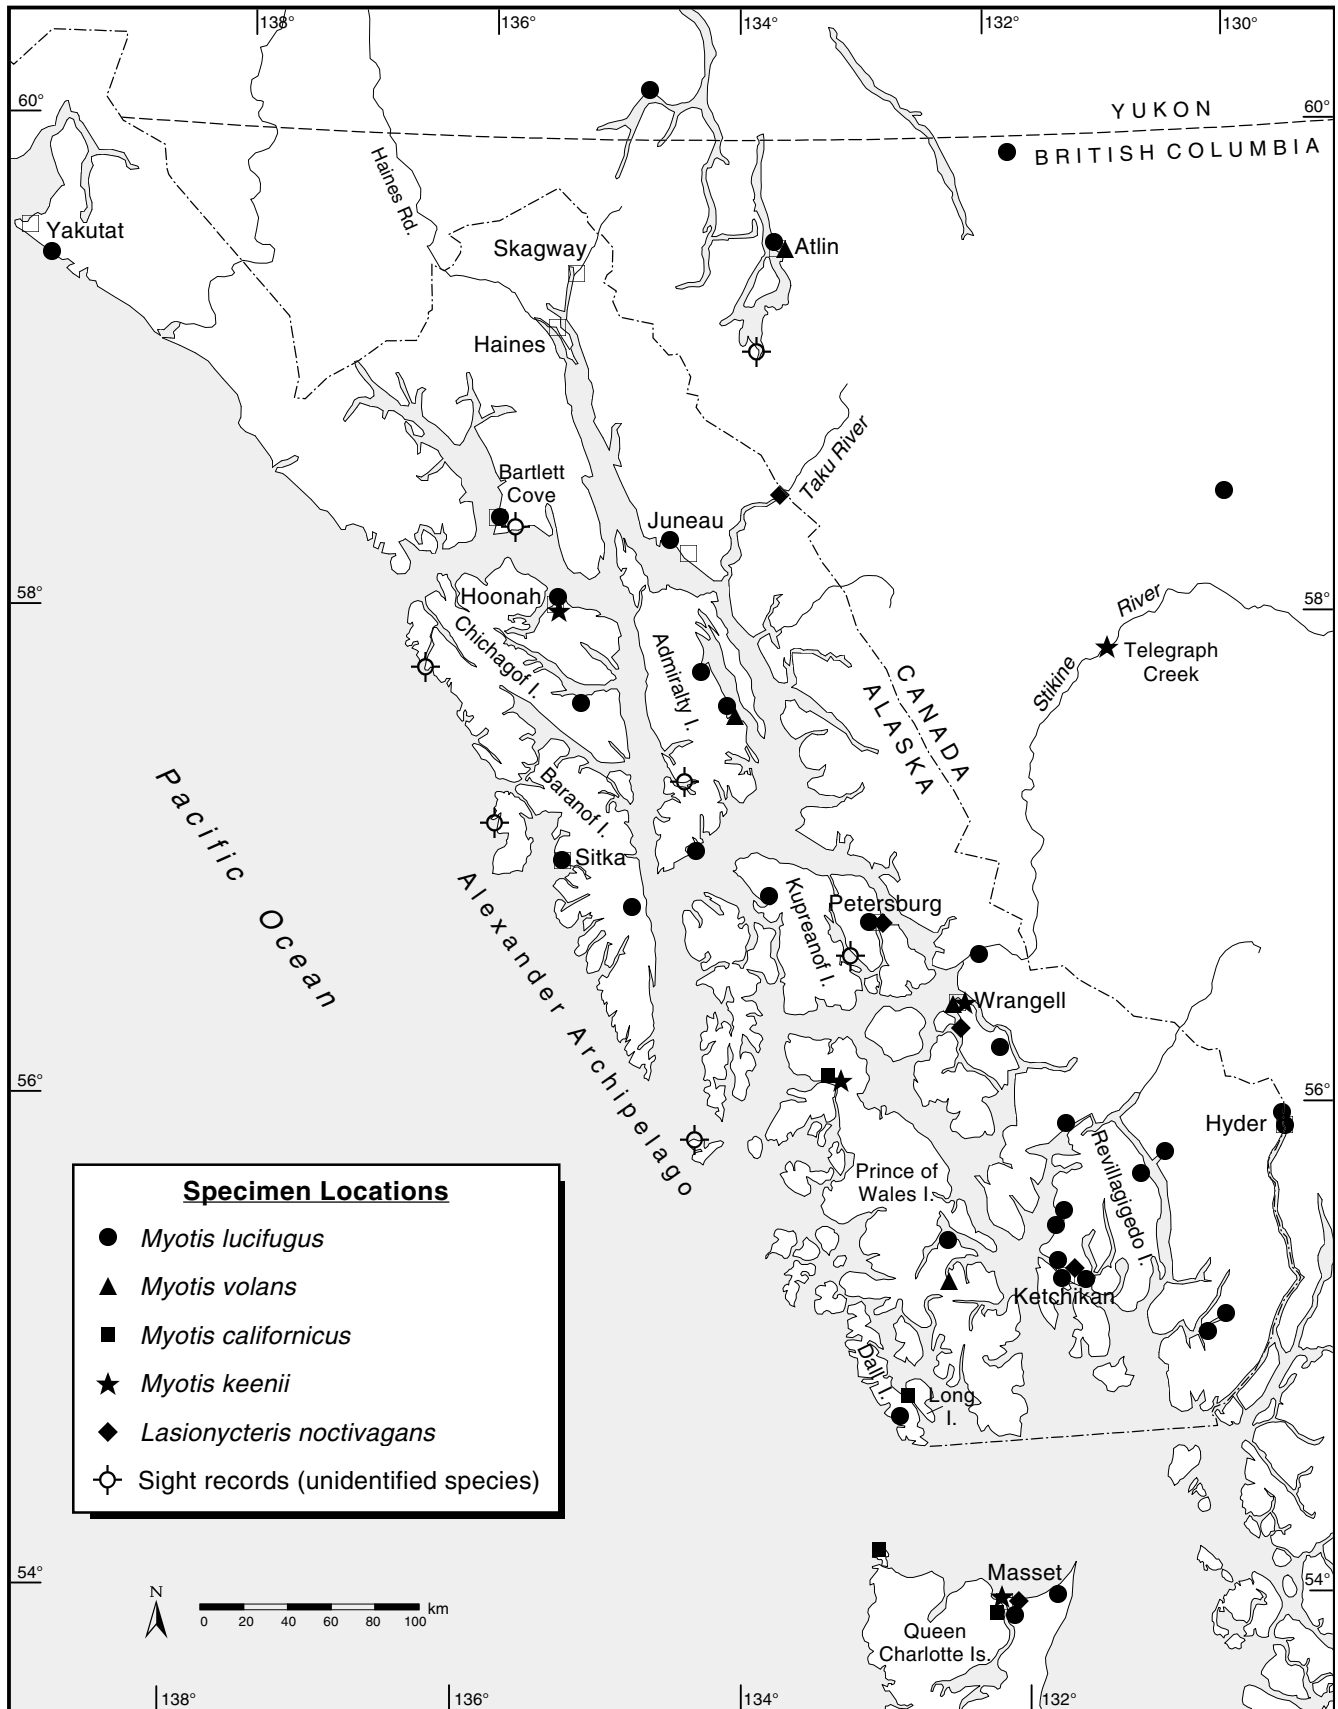 138°
136°
134°
132°
130°
60°
60°
YUKON
BRITISH COLUMBIA
Haines Rd.
Yakutat
Skagway
Atlin
Haines
Taku River
Bartlett
Cove
Juneau
58°
58°
Hoonah
Chichagof I.
Admiralty I.
Stikine
River
Telegraph
Creek
CANADA
ALASKA
Pacific Ocean
Baranof I.
Sitka
Alexander Archipelago
Kupreanof I.
Petersburg
Wrangell
56°
56°
Hyder
Revillagigedo I.
Prince of
Wales I.
Ketchikan
Dall I.
Long
I.
Specimen Locations
Myotis lucifugus
Myotis volans
Myotis californicus
Myotis keenii
Lasionycteris noctivagans
Sight records (unidentified species)
54°
54°
Masset
Queen
Charlotte Is.
N
0 20 40 60 80 100 km
138°
136°
134°
132°